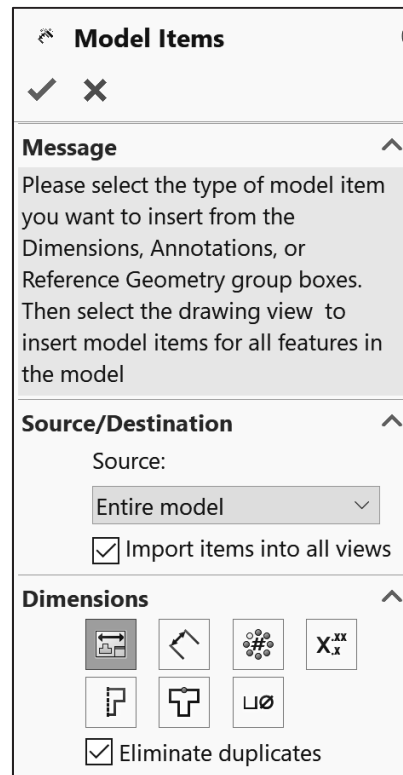 Model Items
Message
Please select the type of model item
you want to insert from the
Dimensions, Annotations, or
Reference Geometry group boxes.
Then select the drawing view to
insert model items for all features in
the model
Source/Destination
Source:
Entire model
Import items into all views
Dimensions
# X.xx .x
⊔Ø
Eliminate duplicates